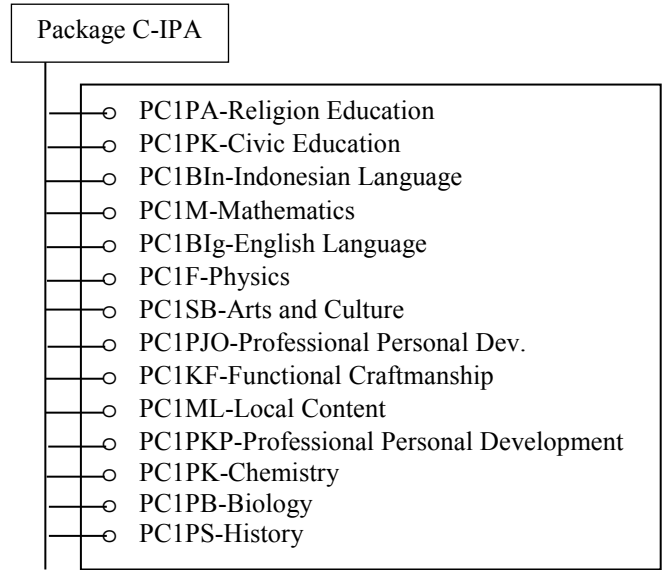 Package C-IPA
PC1PA-Religion Education
PC1PK-Civic Education
PC1BIn-Indonesian Language
PC1M-Mathematics
PC1BIg-English Language
PC1F-Physics
PC1SB-Arts and Culture
PC1PJO-Professional Personal Dev.
PC1KF-Functional Craftmanship
PC1ML-Local Content
PC1PKP-Professional Personal Development
PC1PK-Chemistry
PC1PB-Biology
PC1PS-History